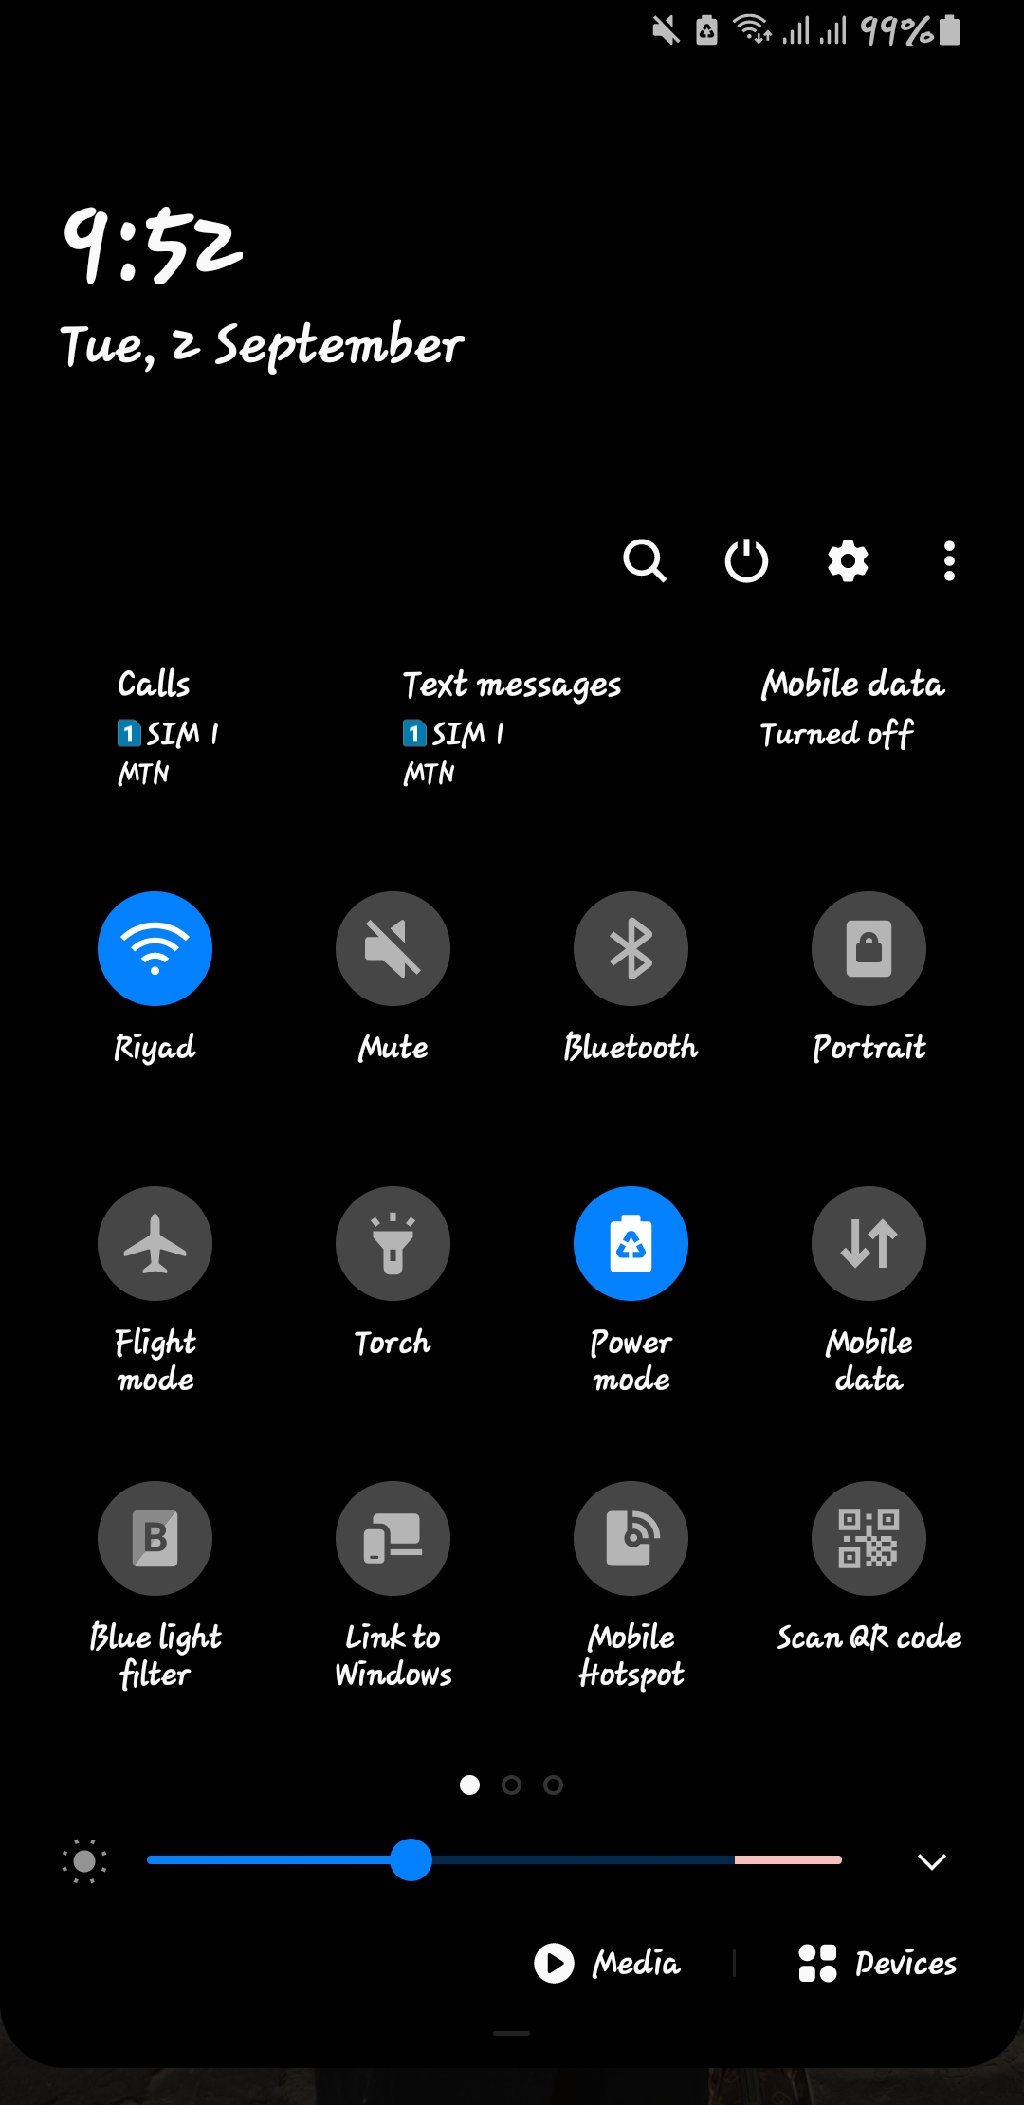 99%
9:52
Tue, 2 September
Calls
1 SIM 1
MTN
Text messages
1 SIM 1
MTN
Mobile data
Turned off
Riyad
Mute
Bluetooth
Portrait
Flight
mode
Torch
Power
mode
Mobile
data
B
Blue light
filter
Link to
Windows
Mobile
Hotspot
Scan QR code
Media
Devices